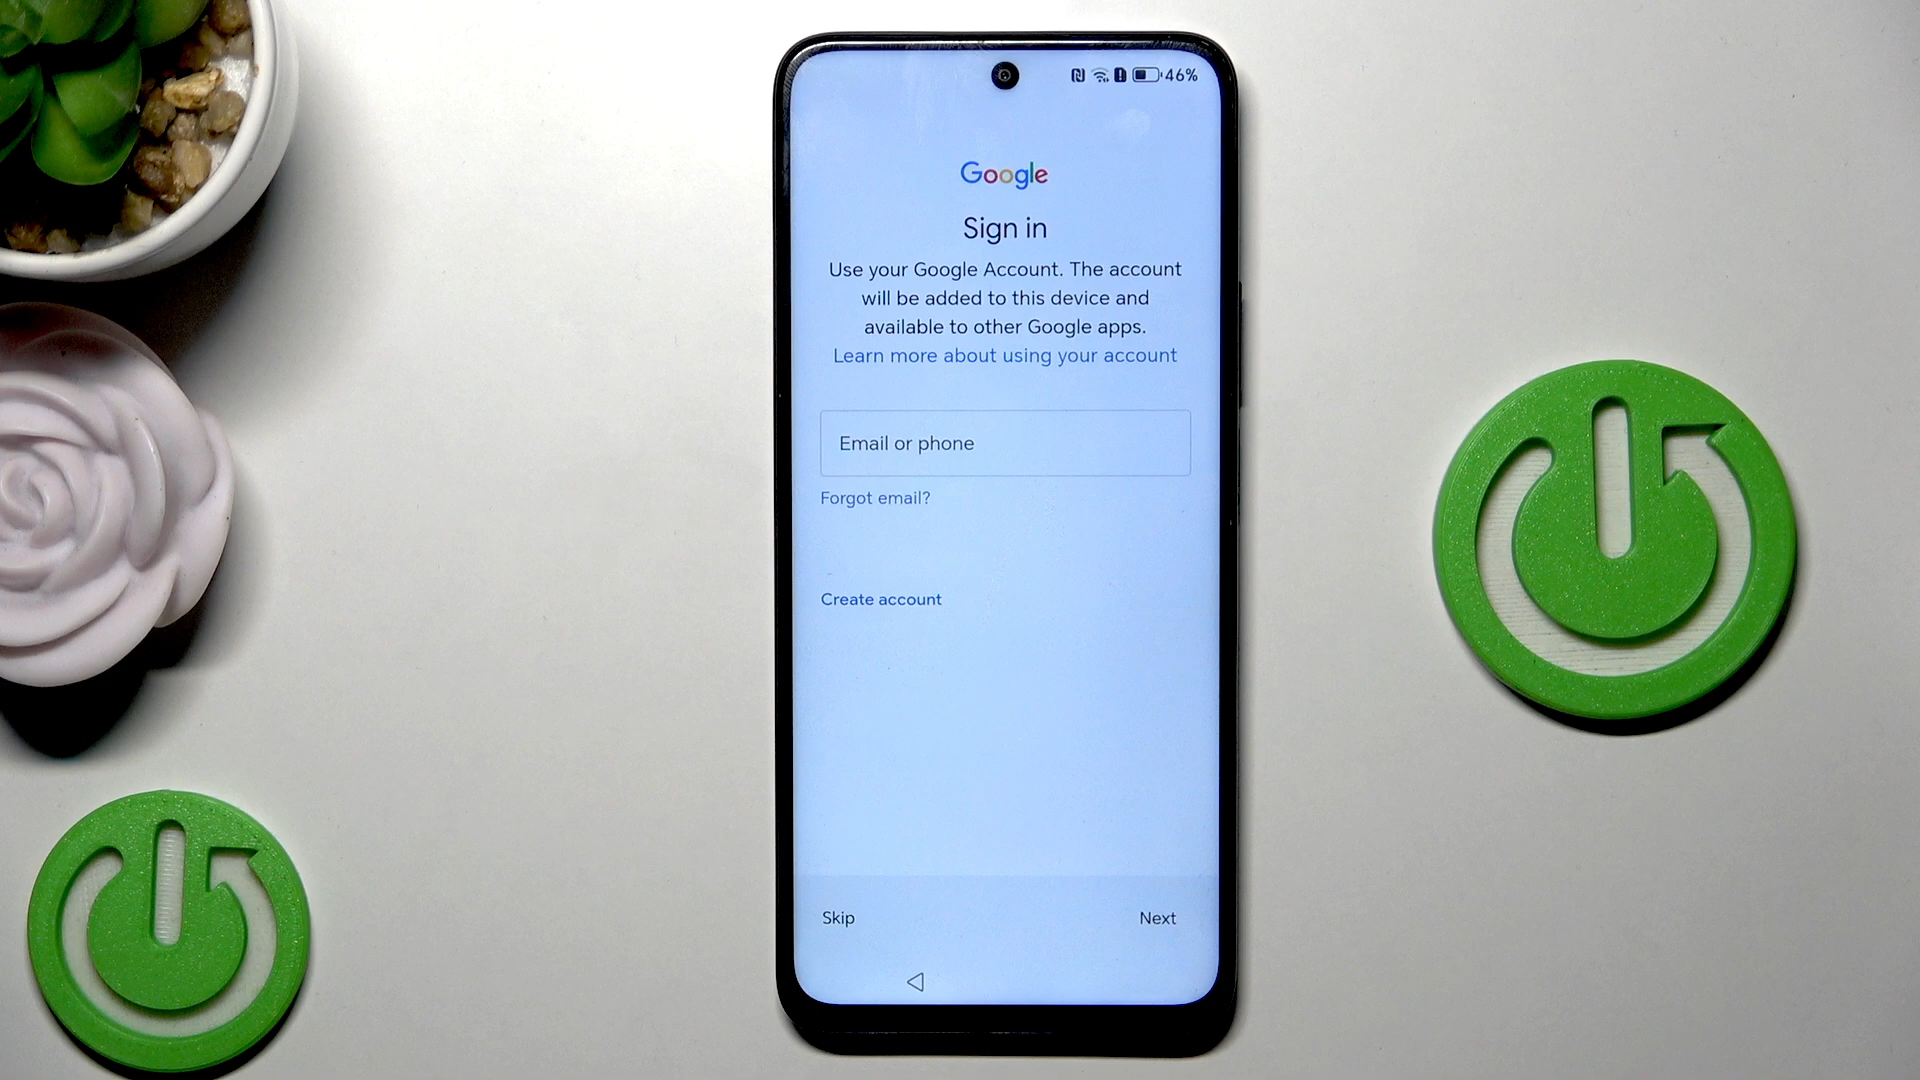 46%
Google
Sign in
Use your Google Account. The account
will be added to this device and
available to other Google apps.
Learn more about using your account
Email or phone
Forgot email?
Create account
Skip
Next